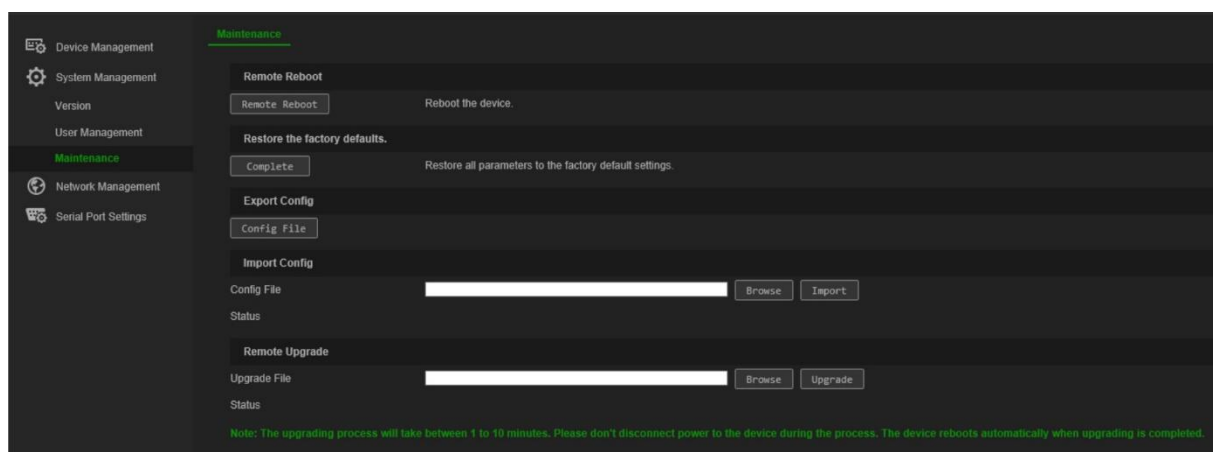 Device Management
System Management
Version
User Management
Maintenance
Network Management
Serial Port Settings
Maintenance
Remote Reboot
Remote Reboot Reboot the device.
Restore the factory defaults.
Complete Restore all parameters to the factory default settings.
Export Config
Config File
Import Config
Config File Browse Import
Status
Remote Upgrade
Upgrade File Browse Upgrade
Status
Note: The upgrading process will take between 1 to 10 minutes. Please don't disconnect power to the device during the process. The device reboots automatically when upgrading is completed.